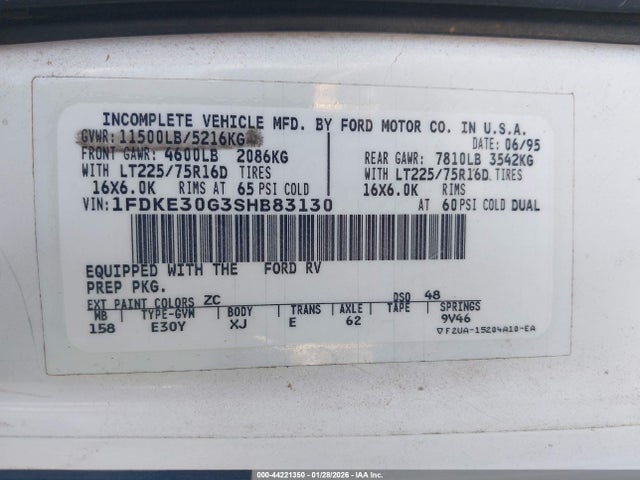 INCOMPLETE VEHICLE MFD. BY FORD MOTOR CO. IN U.S.A.
GVWR: 11500LB/5216KG DATE: 06/95
FRONT GAWR: 4600LB 2086KG REAR GAWR: 7810LB 3542KG
WITH LT225/75R16D TIRES WITH LT225/75R16D TIRES
16X6.0K RIMS AT 65 PSI COLD 16X6.0K RIMS
VIN: 1FDKE30G3SHB83130 AT 60 PSI COLD DUAL
EQUIPPED WITH THE FORD RV
PREP PKG.
EXT PAINT COLORS ZC DSO 48
WB TYPE-GVW BODY TRANS AXLE TAPE SPRINGS
158 E30Y XJ E 62 9V46
▽F2UA-15204A10-EA
000-44221350 | 01/28/2026 - IAA Inc.